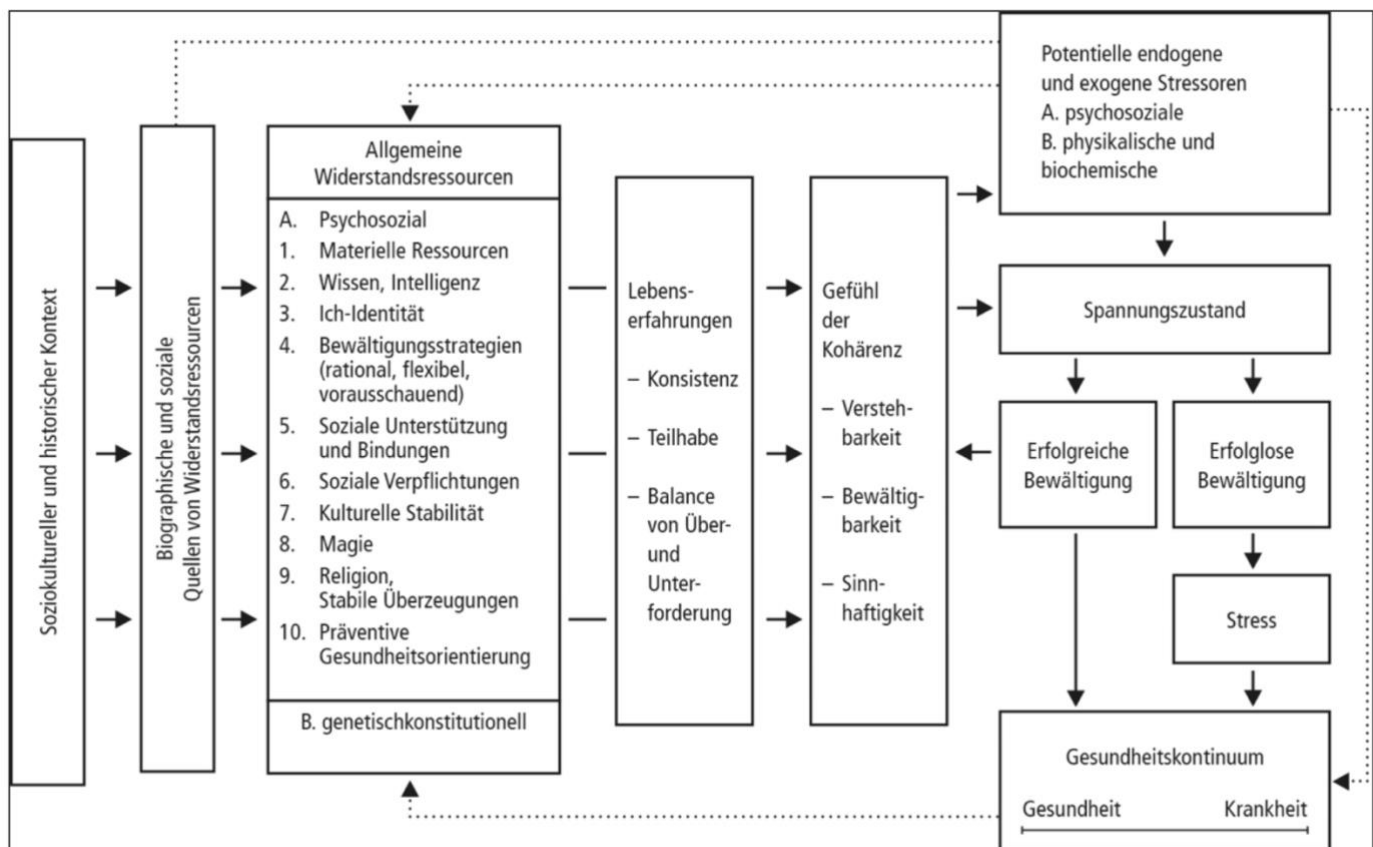 Soziokultureller und historischer Kontext
Biographische und soziale
Quellen von Widerstandsressourcen
Allgemeine
Widerstandsressourcen
A. Psychosozial
1. Materielle Ressourcen
2. Wissen, Intelligenz
3. Ich-Identität
4. Bewältigungsstrategien
(rational, flexibel,
vorausschauend)
5. Soziale Unterstützung
und Bindungen
6. Soziale Verpflichtungen
7. Kulturelle Stabilität
8. Magie
9. Religion,
Stabile Überzeugungen
10. Präventive
Gesundheitsorientierung
B. genetischkonstitutionell
Lebens-
erfahrungen
– Konsistenz
– Teilhabe
– Balance
von Über-
und
Unter-
forderung
Gefühl
der
Kohärenz
– Versteh-
barkeit
– Bewältig-
barkeit
– Sinn-
haftigkeit
Potentielle endogene
und exogene Stressoren
A. psychosoziale
B. physikalische und
biochemische
Spannungszustand
Erfolgreiche
Bewältigung
Erfolglose
Bewältigung
Stress
Gesundheitskontinuum
Gesundheit Krankheit